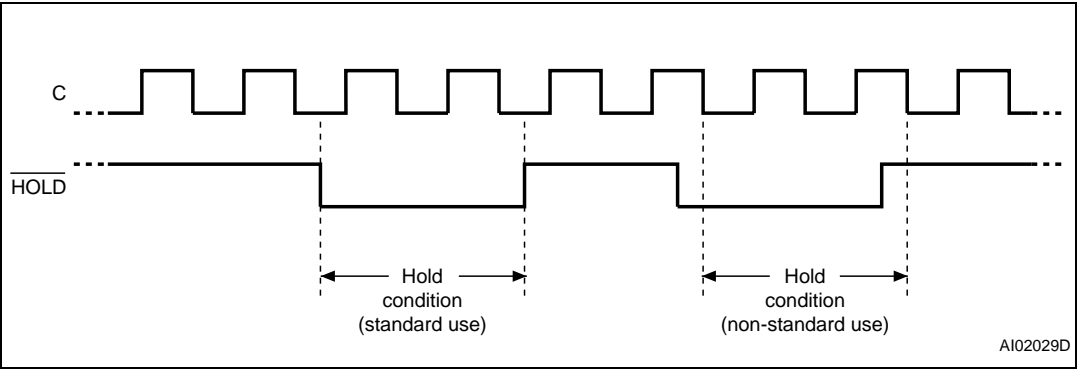 C
HOLD
Hold
condition
(standard use)
Hold
condition
(non-standard use)
AI02029D